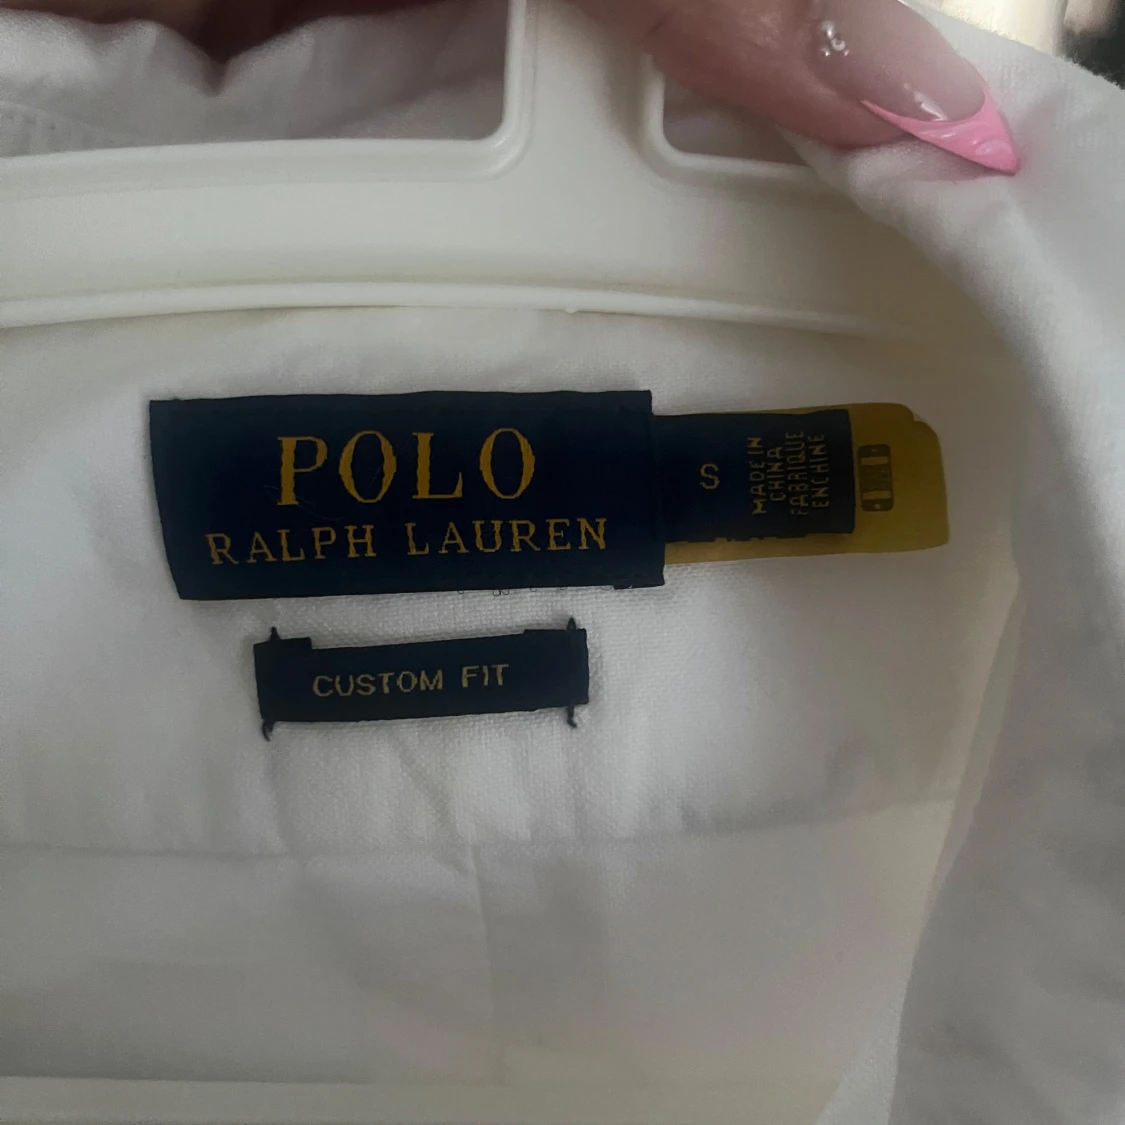 POLO
RALPH LAUREN
S
MADE IN
CHINA
FABRIQUE
EN CHINE
CUSTOM FIT